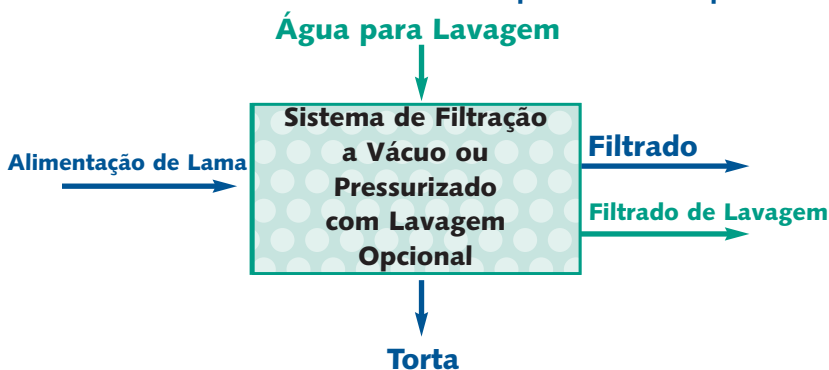 Água para Lavagem
Sistema de Filtração
a Vácuo ou
Pressurizado
com Lavagem
Opcional
Alimentação de Lama
Filtrado
Filtrado de Lavagem
Torta